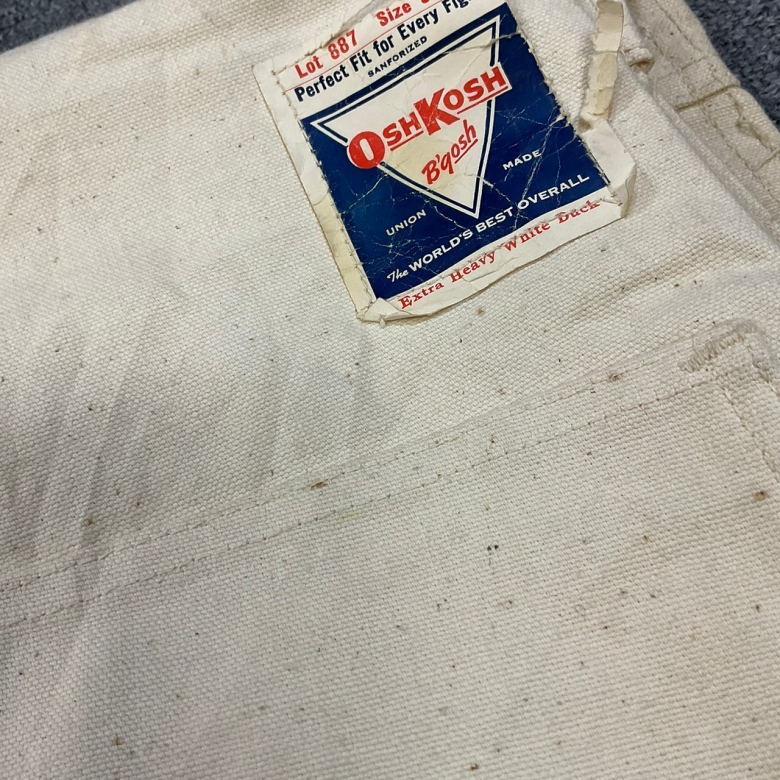 Lot 887 Size
Perfect Fit for Every
SANFORIZED
OSHKOSH
B'gosh
UNION MADE
The WORLD'S BEST OVERALL
Extra Heavy White Duck